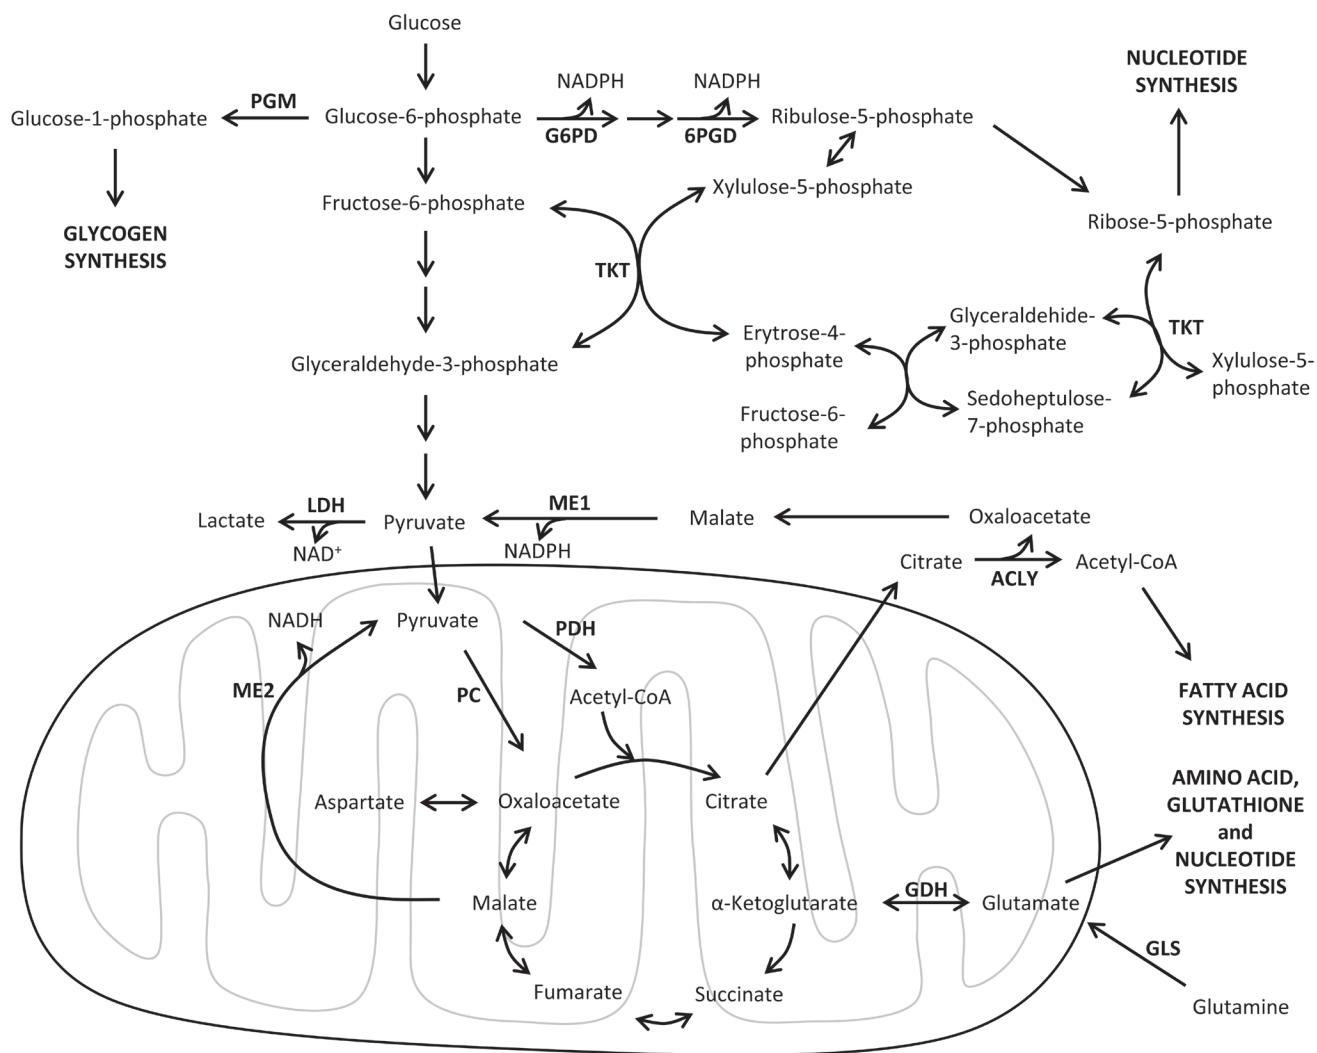 Glucose
NUCLEOTIDE
SYNTHESIS
NADPH
NADPH
PGM
Glucose-1-phosphate
Glucose-6-phosphate
G6PD
6PGD
Ribulose-5-phosphate
Xylulose-5-phosphate
Fructose-6-phosphate
Ribose-5-phosphate
GLYCOGEN
SYNTHESIS
TKT
Glyceraldehide-
3-phosphate
TKT
Erytrose-4-
phosphate
Glyceraldehyde-3-phosphate
Xylulose-5-
phosphate
Sedoheptulose-
7-phosphate
Fructose-6-
phosphate
LDH
ME1
Lactate
Pyruvate
Malate
Oxaloacetate
NAD+
NADPH
Citrate
ACLY
Acetyl-CoA
NADH
Pyruvate
PDH
ME2
PC
Acetyl-CoA
FATTY ACID
SYNTHESIS
AMINO ACID,
GLUTATHIONE
and
NUCLEOTIDE
SYNTHESIS
Aspartate
Oxaloacetate
Citrate
Malate
α-Ketoglutarate
GDH
Glutamate
GLS
Fumarate
Succinate
Glutamine